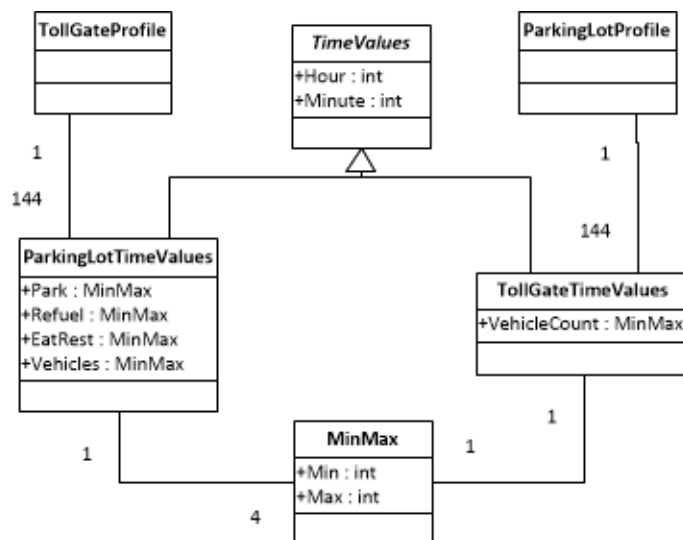 TollGateProfile
TimeValues
+Hour : int
+Minute : int
ParkingLotProfile
1
144
1
144
ParkingLotTimeValues
+Park : MinMax
+Refuel : MinMax
+EatRest : MinMax
+Vehicles : MinMax
TollGateTimeValues
+VehicleCount : MinMax
1
4
MinMax
+Min : int
+Max : int
1
1